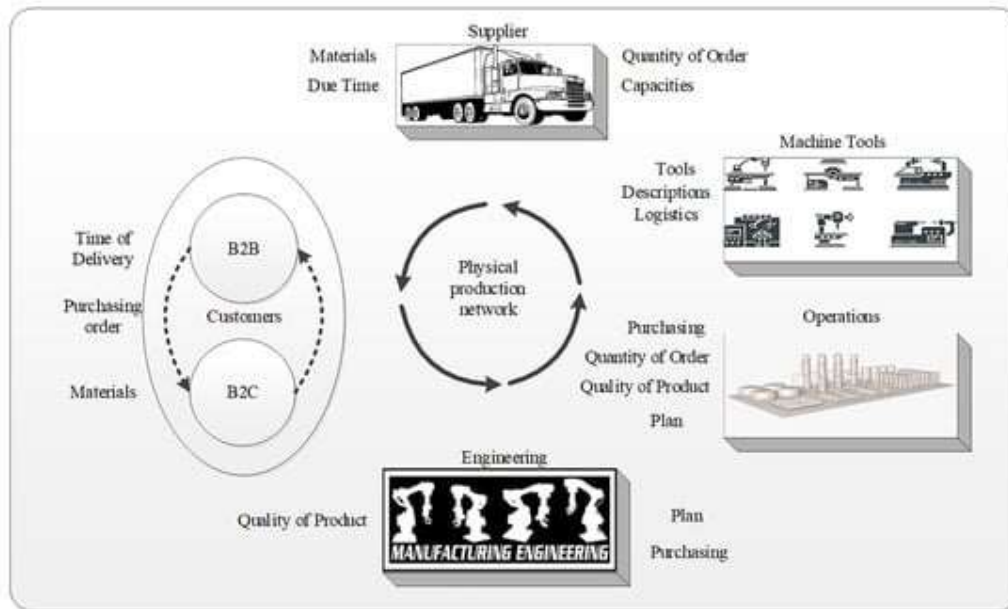 Supplier
Materials
Due Time
Quantity of Order
Capacities
Machine Tools
Tools
Descriptions
Logistics
Time of
Delivery
Purchasing
order
Materials
B2B
Customers
B2C
Physical
production
network
Operations
Purchasing
Quantity of Order
Quality of Product
Plan
Engineering
Quality of Product
MANUFACTURING ENGINEERING
Plan
Purchasing